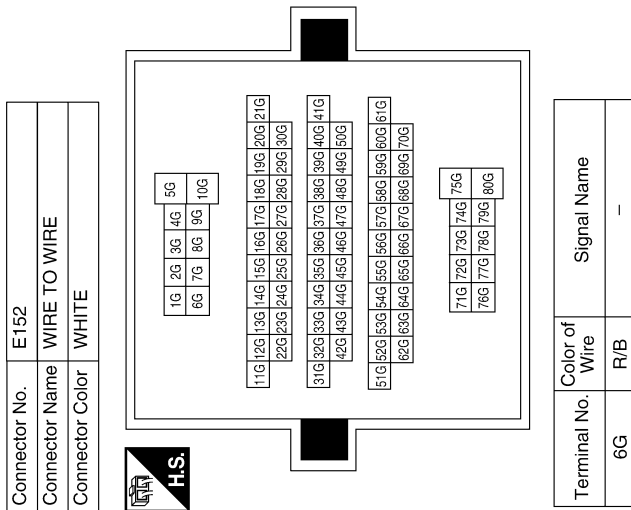 Connector No. E152
Connector Name WIRE TO WIRE
Connector Color WHITE
H.S.
1G 2G 3G 4G 5G
6G 7G 8G 9G 10G
11G 12G 13G 14G 15G 16G 17G 18G 19G 20G 21G
22G 23G 24G 25G 26G 27G 28G 29G 30G
31G 32G 33G 34G 35G 36G 37G 38G 39G 40G 41G
42G 43G 44G 45G 46G 47G 48G 49G 50G
51G 52G 53G 54G 55G 56G 57G 58G 59G 60G 61G
62G 63G 64G 65G 66G 67G 68G 69G 70G
71G 72G 73G 74G 75G
76G 77G 78G 79G 80G
Terminal No. Color of Wire Signal Name
6G R/B –